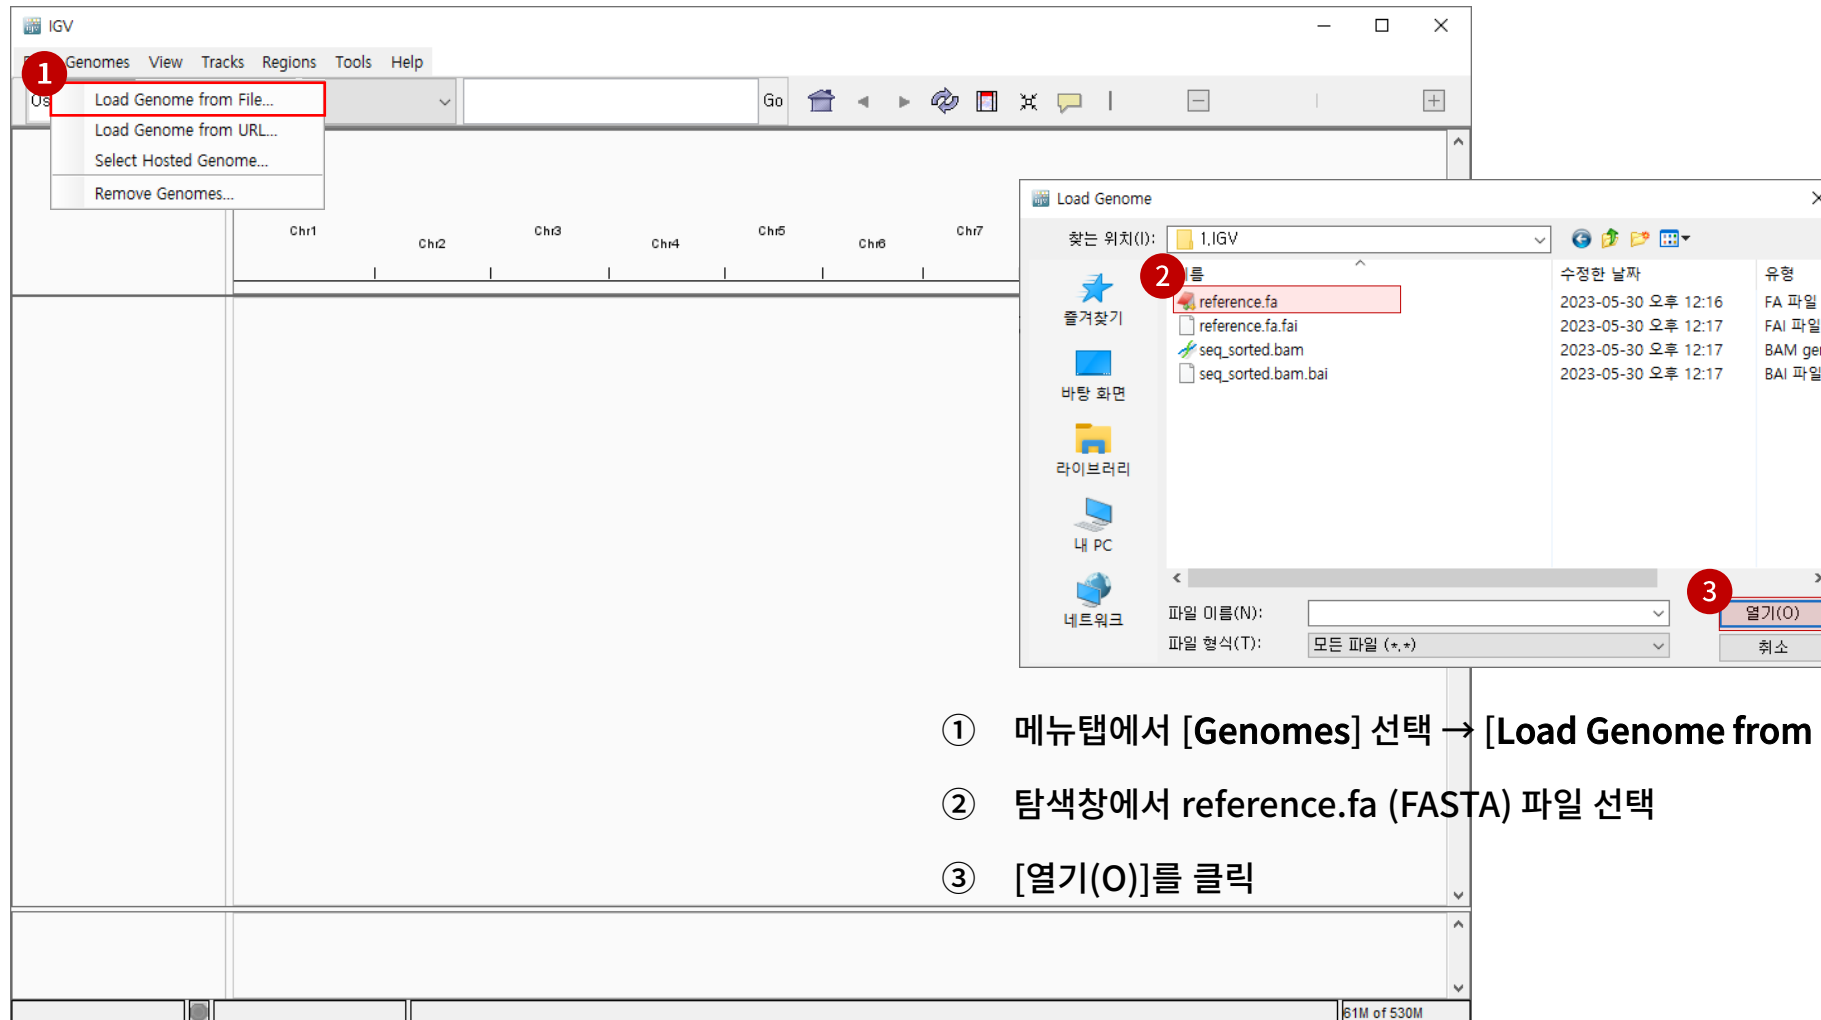 IGV
1
Genomes View Tracks Regions Tools Help
Os
Go
Load Genome from File...
Load Genome from URL...
Select Hosted Genome...
Remove Genomes...
Chr1 Chr2 Chr3 Chr4 Chr5 Chr6 Chr7
Load Genome
찾는 위치(I): 1.IGV
2
름 수정한 날짜 유형
reference.fa 2023-05-30 오후 12:16 FA 파일
reference.fa.fai 2023-05-30 오후 12:17 FAI 파일
seq_sorted.bam 2023-05-30 오후 12:17 BAM ge
seq_sorted.bam.bai 2023-05-30 오후 12:17 BAI 파일
즐겨찾기
바탕 화면
라이브러리
내 PC
네트워크
3
파일 이름(N): 열기(O)
파일 형식(T): 모든 파일 (*.*) 취소
① 메뉴탭에서 [Genomes] 선택 → [Load Genome from
② 탐색창에서 reference.fa (FASTA) 파일 선택
③ [열기(O)]를 클릭
61M of 530M